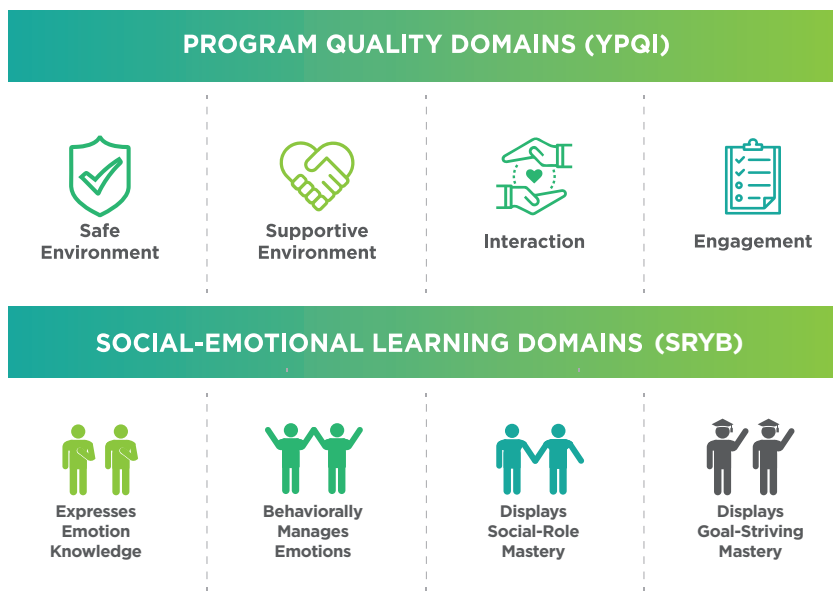 PROGRAM QUALITY DOMAINS (YPQI)
Safe
Environment
Supportive
Environment
Interaction
Engagement
SOCIAL-EMOTIONAL LEARNING DOMAINS (SRYB)
Expresses
Emotion
Knowledge
Behaviorally
Manages
Emotions
Displays
Social-Role
Mastery
Displays
Goal-Striving
Mastery